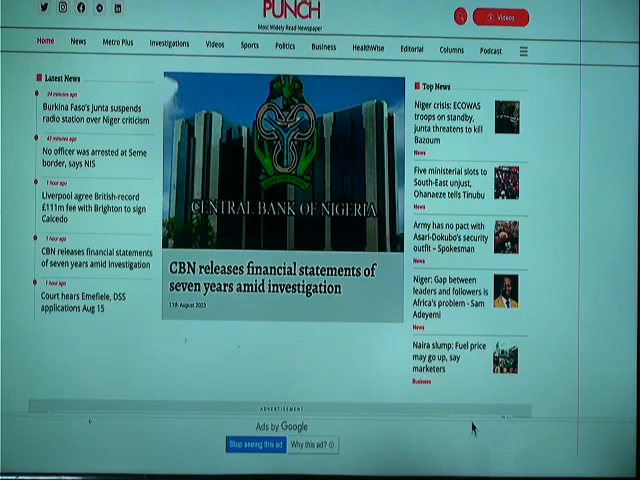 PUNCH
Most Widely Read Newspaper
Videos
Home News Metro Plus Investigations Videos Sports Politics Business HealthWise Editorial Columns Podcast
Latest News
24 minutes ago
Burkina Faso's junta suspends
radio station over Niger criticism
43 minutes ago
No officer was arrested at Seme
border, says NIS
1 hour ago
Liverpool agree British-record
£111m fee with Brighton to sign
Caicedo
1 hour ago
CBN releases financial statements
of seven years amid investigation
1 hour ago
Court hears Emefiele, DSS
applications Aug 15
CENTRAL BANK OF NIGERIA
CBN releases financial statements of
seven years amid investigation
11th August 2023
Top News
Niger crisis: ECOWAS
troops on standby,
junta threatens to kill
Bazoum
News
Five ministerial slots to
South-East unjust,
Ohanaeze tells Tinubu
News
Army has no pact with
Asari-Dokubo's security
outfit – Spokesman
News
Niger: Gap between
leaders and followers is
Africa's problem - Sam
Adeyemi
News
Naira slump: Fuel price
may go up, say
marketers
Business
ADVERTISEMENT
Ads by Google
Stop seeing this ad Why this ad?